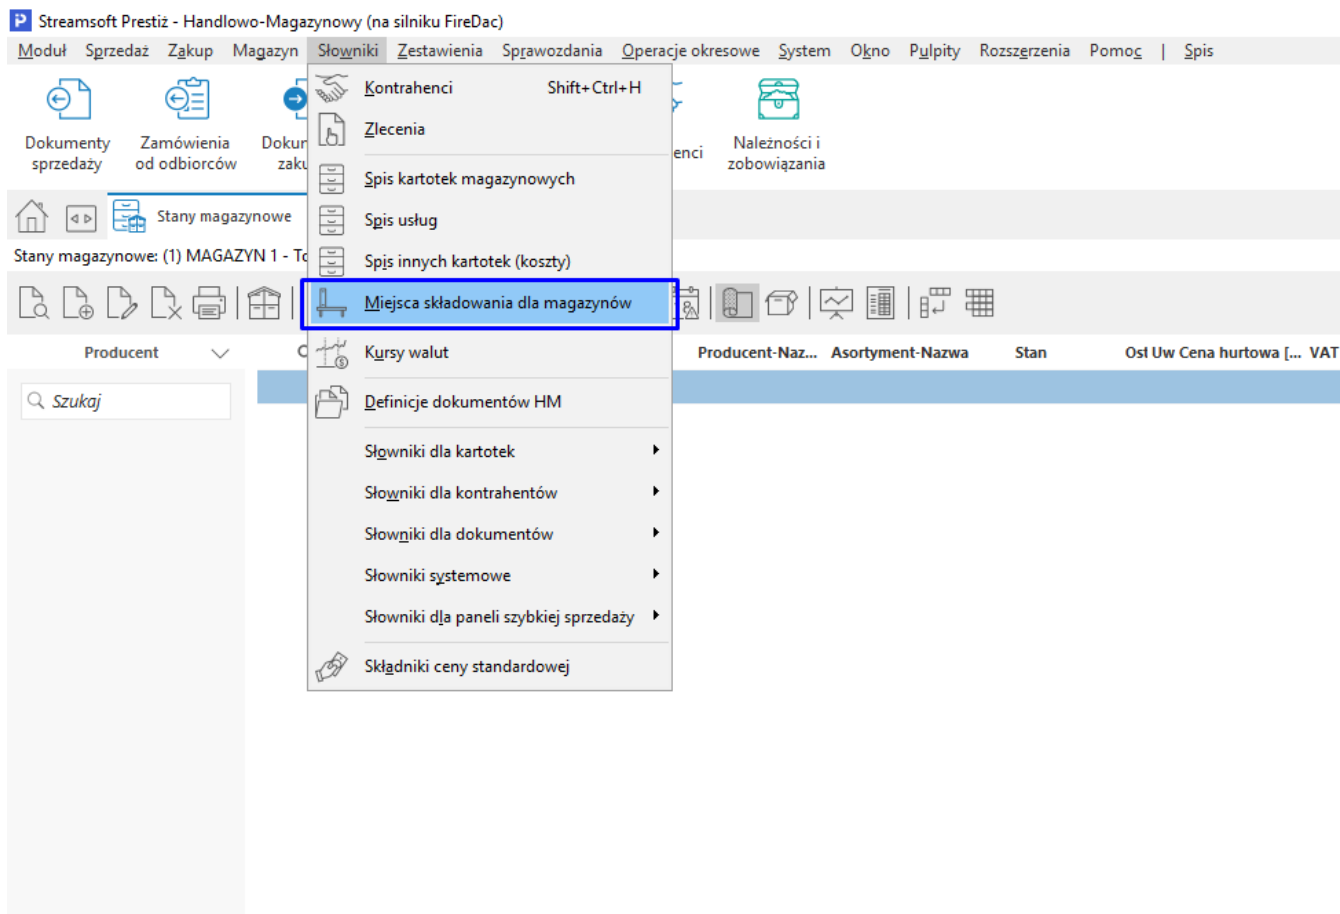 Streamsoft Prestiż - Handlowo-Magazynowy (na silniku FireDac)
Moduł Sprzedaż Zakup Magazyn Słowniki Zestawienia Sprawozdania Operacje okresowe System Okno Pulpity Rozszerzenia Pomoc | Spis
Dokumenty
sprzedaży
Zamówienia
od odbiorców
Należności i
zobowiązania
Stany magazynowe
Stany magazynowe: (1) MAGAZYN 1 -
Producent
Szukaj
Kontrahenci Shift+Ctrl+H
Zlecenia
Spis kartotek magazynowych
Spis usług
Spis innych kartotek (koszty)
Miejsca składowania dla magazynów
Kursy walut
Definicje dokumentów HM
Słowniki dla kartotek
Słowniki dla kontrahentów
Słowniki dla dokumentów
Słowniki systemowe
Słowniki dla paneli szybkiej sprzedaży
Składniki ceny standardowej
Producent-Naz... Asortyment-Nazwa Stan Ost Uw Cena hurtowa [... VAT